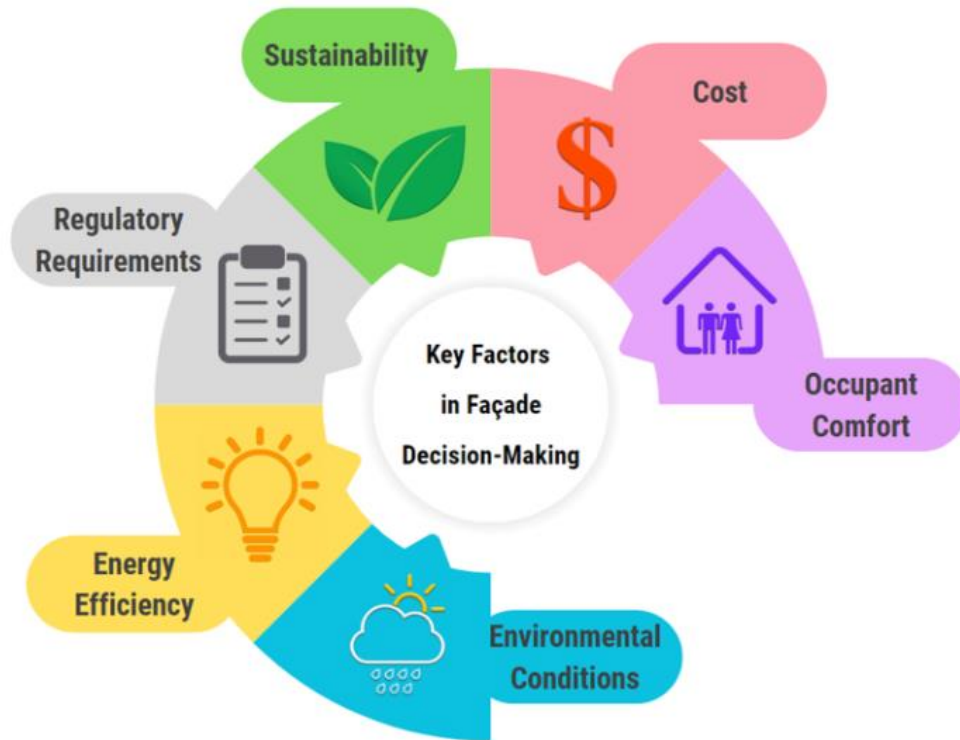 Sustainability
Cost
Regulatory
Requirements
$
Key Factors
in Façade
Decision-Making
Occupant
Comfort
Energy
Efficiency
Environmental
Conditions